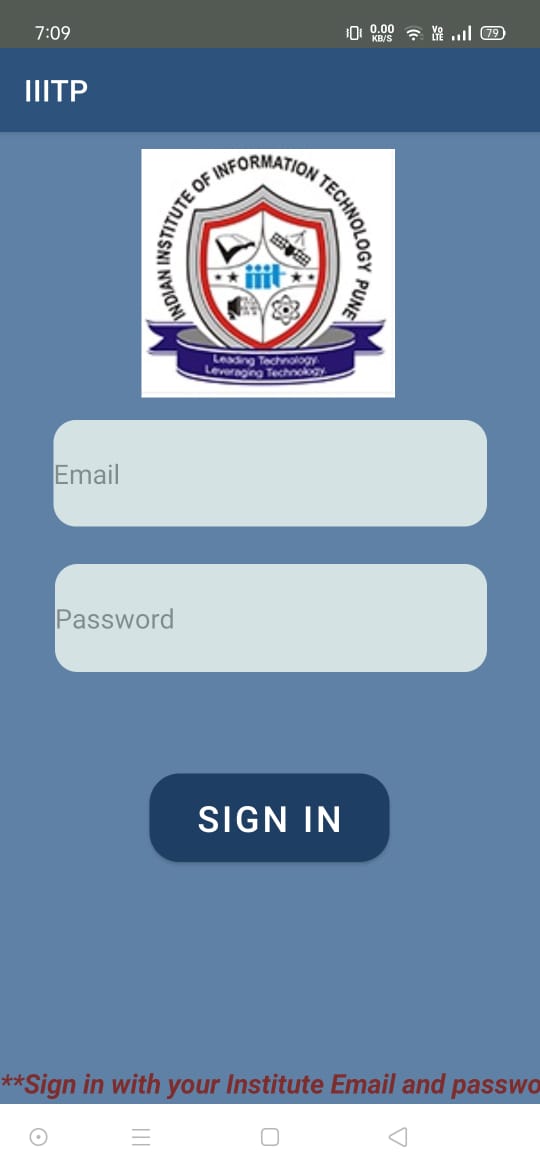 7:09
0.00
KB/S
Vo
LTE
79
IIITP
INDIAN INSTITUTE OF INFORMATION TECHNOLOGY PUNE
iiit
Leading Technology.
Leveraging Technology.
Email
Password
SIGN IN
**Sign in with your Institute Email and passwo